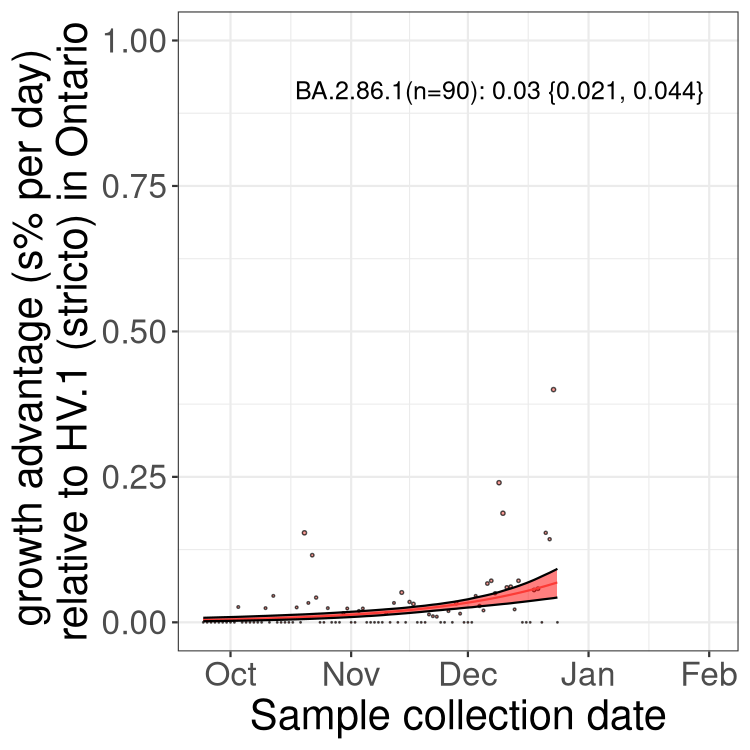 growth advantage (s% per day)
relative to HV.1 (stricto) in Ontario
1.00
0.75
0.50
0.25
0.00
BA.2.86.1(n=90): 0.03 {0.021, 0.044}
Oct Nov Dec Jan Feb
Sample collection date